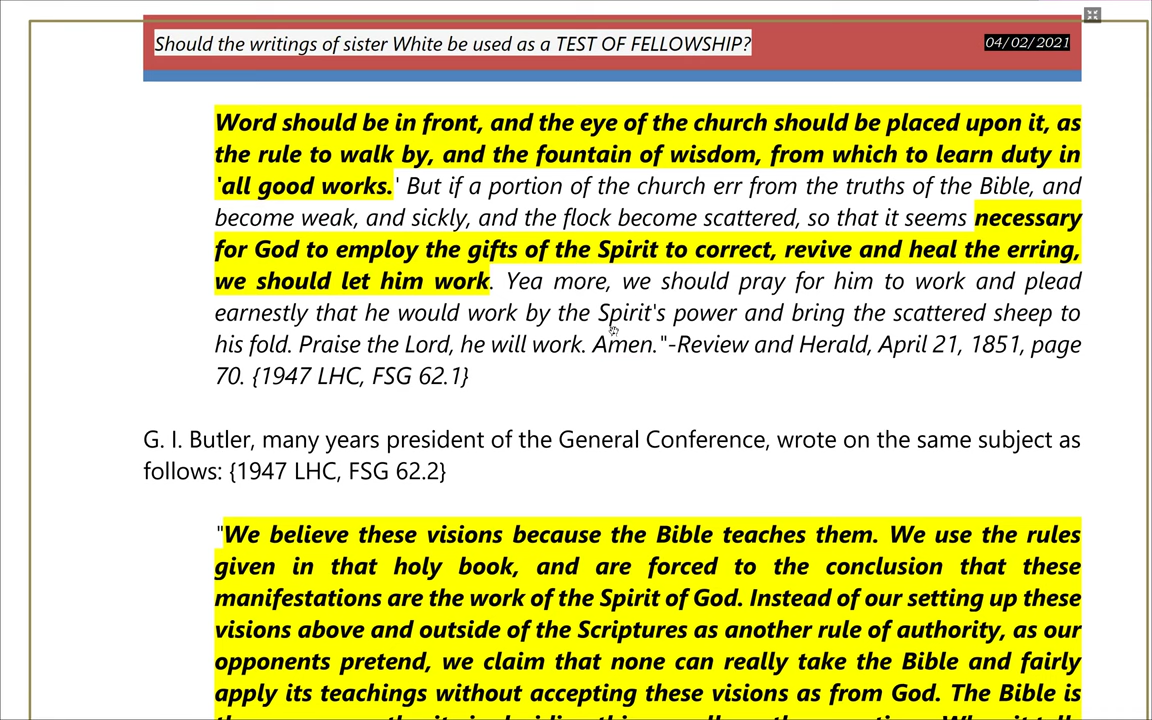 Should the writings of sister White be used as a TEST OF FELLOWSHIP?
04/02/2021
Word should be in front, and the eye of the church should be placed upon it, as
the rule to walk by, and the fountain of wisdom, from which to learn duty in
'all good works.' But if a portion of the church err from the truths of the Bible, and
become weak, and sickly, and the flock become scattered, so that it seems necessary
for God to employ the gifts of the Spirit to correct, revive and heal the erring,
we should let him work. Yea more, we should pray for him to work and plead
earnestly that he would work by the Spirit's power and bring the scattered sheep to
his fold. Praise the Lord, he will work. Amen."-Review and Herald, April 21, 1851, page
70. {1947 LHC, FSG 62.1}
G. I. Butler, many years president of the General Conference, wrote on the same subject as
follows: {1947 LHC, FSG 62.2}
"We believe these visions because the Bible teaches them. We use the rules
given in that holy book, and are forced to the conclusion that these
manifestations are the work of the Spirit of God. Instead of our setting up these
visions above and outside of the Scriptures as another rule of authority, as our
opponents pretend, we claim that none can really take the Bible and fairly
apply its teachings without accepting these visions as from God. The Bible is